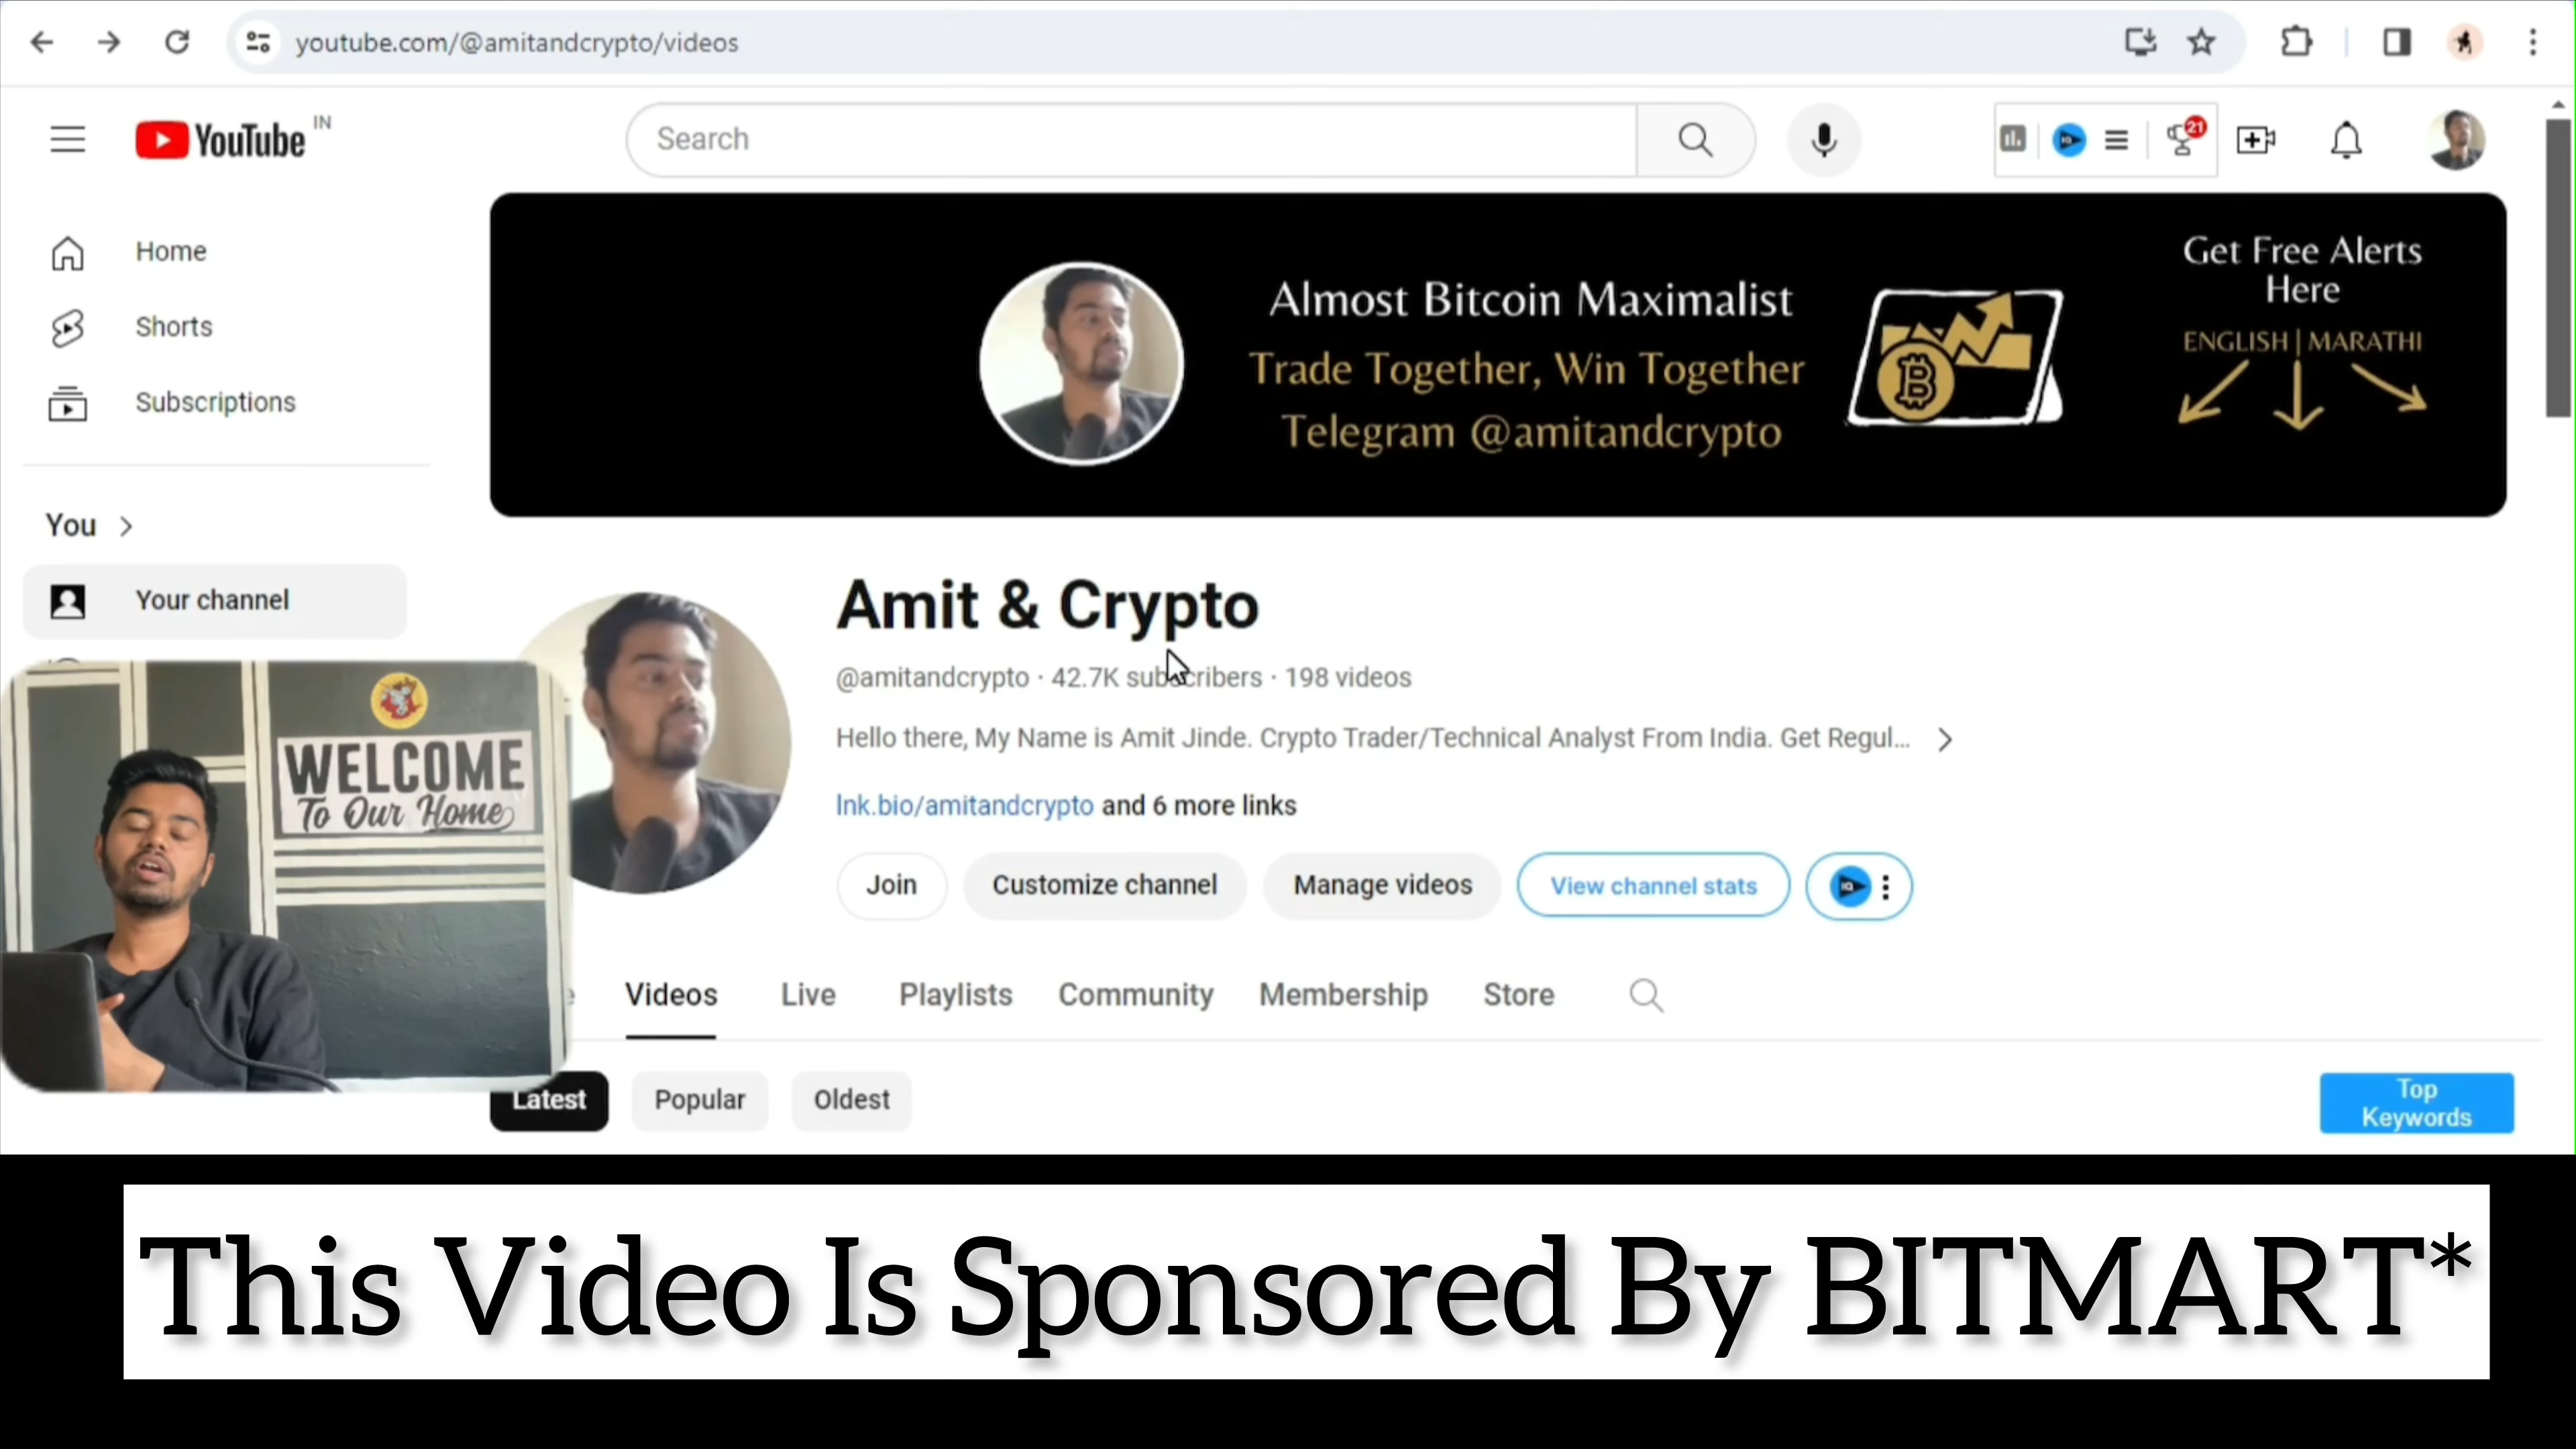 youtube.com/@amitandcrypto/videos
YouTube IN
Search
21
Home
Shorts
Subscriptions
You
Your channel
Almost Bitcoin Maximalist
Trade Together, Win Together
Telegram @amitandcrypto
Get Free Alerts
Here
ENGLISH | MARATHI
Amit & Crypto
@amitandcrypto · 42.7K subscribers · 198 videos
Hello there, My Name is Amit Jinde. Crypto Trader/Technical Analyst From India. Get Regul...
lnk.bio/amitandcrypto and 6 more links
Join Customize channel Manage videos View channel stats IQ
WELCOME
To Our Home
Videos Live Playlists Community Membership Store
Latest Popular Oldest
Top
Keywords
This Video Is Sponsored By BITMART*